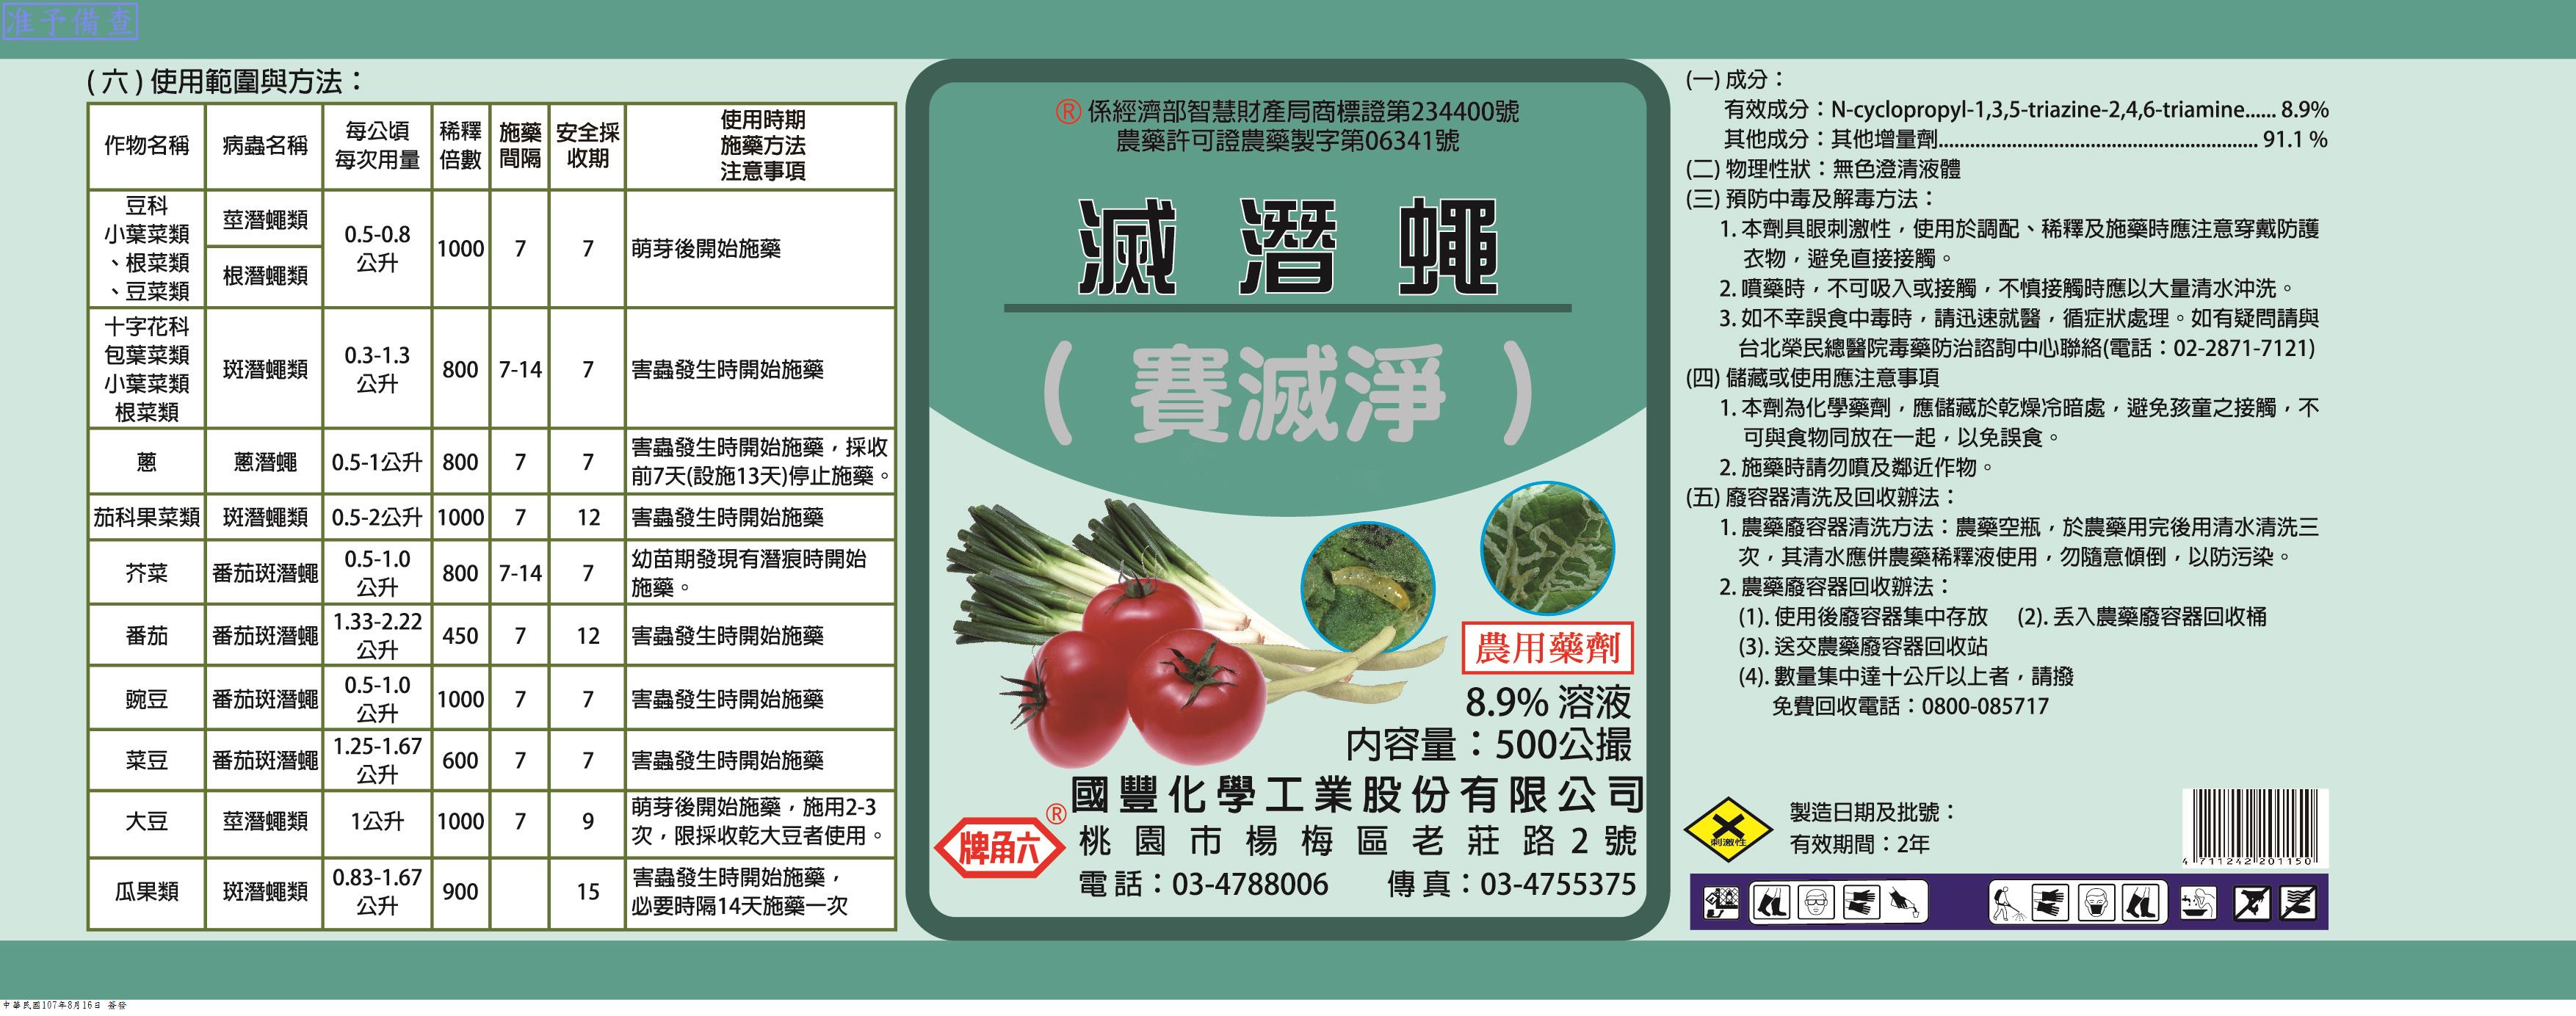 准予備查
(六)使用範圍與方法：
作物名稱 病蟲名稱 每公頃每次用量 稀釋倍數 施藥間隔 安全採收期 使用時期施藥方法注意事項
豆科小葉菜類、根菜類、豆菜類 莖潛蠅類 根潛蠅類 0.5-0.8公升 1000 7 7 萌芽後開始施藥
十字花科包葉菜類小葉菜類根菜類 斑潛蠅類 0.3-1.3公升 800 7-14 7 害蟲發生時開始施藥
蔥 蔥潛蠅 0.5-1公升 800 7 7 害蟲發生時開始施藥，採收前7天(設施13天)停止施藥。
茄科果菜類 斑潛蠅類 0.5-2公升 1000 7 12 害蟲發生時開始施藥
芥菜 番茄斑潛蠅 0.5-1.0公升 800 7-14 7 幼苗期發現有潛痕時開始施藥。
番茄 番茄斑潛蠅 1.33-2.22公升 450 7 12 害蟲發生時開始施藥
豌豆 番茄斑潛蠅 0.5-1.0公升 1000 7 7 害蟲發生時開始施藥
菜豆 番茄斑潛蠅 1.25-1.67公升 600 7 7 害蟲發生時開始施藥
大豆 莖潛蠅類 1公升 1000 7 9 萌芽後開始施藥，施用2-3次，限採收乾大豆者使用。
瓜果類 斑潛蠅類 0.83-1.67公升 900 15 害蟲發生時開始施藥，必要時隔14天施藥一次
®係經濟部智慧財產局商標證第234400號
農藥許可證農藥製字第06341號
滅潛蠅
(賽滅淨)
農用藥劑
8.9% 溶液
內容量：500公撮
國豐化學工業股份有限公司
®
牌角六
桃園市楊梅區老莊路2號
電話：03-4788006 傳真：03-4755375
(一) 成分：
有效成分：N-cyclopropyl-1,3,5-triazine-2,4,6-triamine...... 8.9%
其他成分：其他增量劑............................................................ 91.1 %
(二) 物理性狀：無色澄清液體
(三) 預防中毒及解毒方法：
1. 本劑具眼刺激性，使用於調配、稀釋及施藥時應注意穿戴防護
衣物，避免直接接觸。
2. 噴藥時，不可吸入或接觸，不慎接觸時應以大量清水沖洗。
3. 如不幸誤食中毒時，請迅速就醫，循症狀處理。如有疑問請與
台北榮民總醫院毒藥防治諮詢中心聯絡(電話：02-2871-7121)
(四) 儲藏或使用應注意事項
1. 本劑為化學藥劑，應儲藏於乾燥冷暗處，避免孩童之接觸，不
可與食物同放在一起，以免誤食。
2. 施藥時請勿噴及鄰近作物。
(五) 廢容器清洗及回收辦法：
1. 農藥廢容器清洗方法：農藥空瓶，於農藥用完後用清水清洗三
次，其清水應併農藥稀釋液使用，勿隨意傾倒，以防污染。
2. 農藥廢容器回收辦法：
(1). 使用後廢容器集中存放 (2). 丟入農藥廢容器回收桶
(3). 送交農藥廢容器回收站
(4). 數量集中達十公斤以上者，請撥
免費回收電話：0800-085717
刺激性
製造日期及批號：
有效期間：2年
4 711242 201150
中華民國107年8月16日 簽發